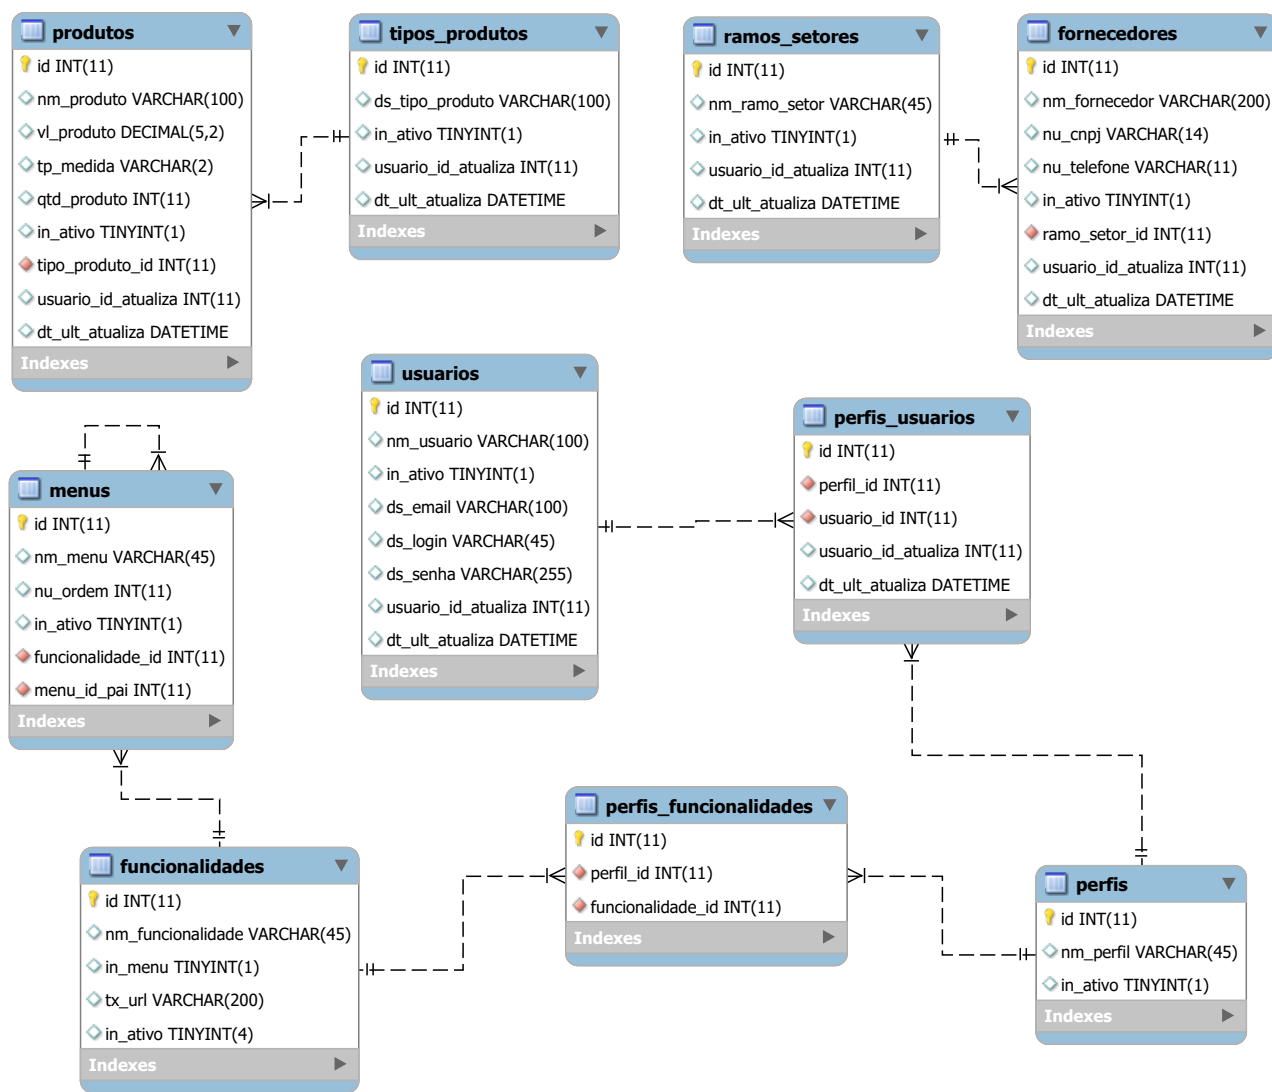 produtos
id INT(11)
nm_produto VARCHAR(100)
vl_produto DECIMAL(5,2)
tp_medida VARCHAR(2)
qtd_produto INT(11)
in_ativo TINYINT(1)
tipo_produto_id INT(11)
usuario_id_atualiza INT(11)
dt_ult_atualiza DATETIME
Indexes
tipos_produtos
id INT(11)
ds_tipo_produto VARCHAR(100)
in_ativo TINYINT(1)
usuario_id_atualiza INT(11)
dt_ult_atualiza DATETIME
Indexes
ramos_setores
id INT(11)
nm_ramo_setor VARCHAR(45)
in_ativo TINYINT(1)
usuario_id_atualiza INT(11)
dt_ult_atualiza DATETIME
Indexes
fornecedores
id INT(11)
nm_fornecedor VARCHAR(200)
nu_cnpj VARCHAR(14)
nu_telefone VARCHAR(11)
in_ativo TINYINT(1)
ramo_setor_id INT(11)
usuario_id_atualiza INT(11)
dt_ult_atualiza DATETIME
Indexes
usuarios
id INT(11)
nm_usuario VARCHAR(100)
in_ativo TINYINT(1)
ds_email VARCHAR(100)
ds_login VARCHAR(45)
ds_senha VARCHAR(255)
usuario_id_atualiza INT(11)
dt_ult_atualiza DATETIME
Indexes
perfis_usuarios
id INT(11)
perfil_id INT(11)
usuario_id INT(11)
usuario_id_atualiza INT(11)
dt_ult_atualiza DATETIME
Indexes
menus
id INT(11)
nm_menu VARCHAR(45)
nu_ordem INT(11)
in_ativo TINYINT(1)
funcionalidade_id INT(11)
menu_id_pai INT(11)
Indexes
funcionalidades
id INT(11)
nm_funcionalidade VARCHAR(45)
in_menu TINYINT(1)
tx_url VARCHAR(200)
in_ativo TINYINT(4)
Indexes
perfis_funcionalidades
id INT(11)
perfil_id INT(11)
funcionalidade_id INT(11)
Indexes
perfis
id INT(11)
nm_perfil VARCHAR(45)
in_ativo TINYINT(1)
Indexes